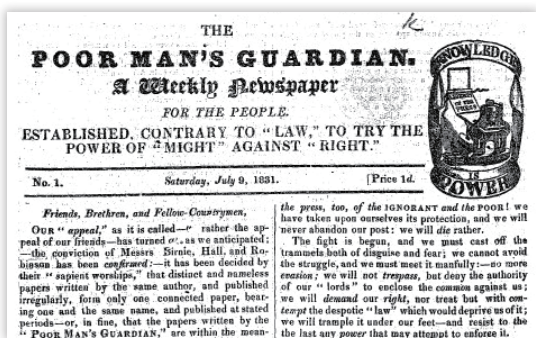 THE
POOR MAN'S GUARDIAN.
A Weekly Newspaper
FOR THE PEOPLE.
ESTABLISHED, CONTRARY TO "LAW," TO TRY THE
POWER OF "MIGHT" AGAINST "RIGHT."
KNOWLEDGE
IS
POWER
No. 1.
Saturday, July 9, 1831.
[Price 1d.
Friends, Brethren, and Fellow-Countrymen,
OUR "appeal," as it is called—" rather the ap-
peal of our friends—has turned as we anticipated;
—the conviction of Messrs Birnie, Hall, and Ro-
binson has been confirmed:—it has been decided by
their "sapient worships," that distinct and nameless
papers written by the same author, and published
irregularly, form only one connected paper, bear-
ing one and the same name, and published at stated
periods—or, in fine, that the papers written by the
"POOR MAN'S GUARDIAN," are within the mean-
the press, too, of the IGNORANT and the POOR! we
have taken upon ourselves its protection, and we will
never abandon our post: we will die rather.
The fight is begun, and we must cast off the
trammels both of disguise and fear; we cannot avoid
the struggle, and we must meet it manfully:—no more
evasion; we will not trespass, but deny the authority
of our "lords" to enclose the common against us;
we will demand our right, nor treat but with con-
tempt the despotic "law" which would deprive us of it;
we will trample it under our feet—and resist to the
the last any power that may attempt to enforce it.